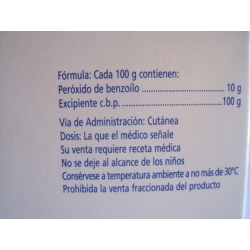 Fórmula: Cada 100 g contienen:
Peróxido de benzoílo ........................ 10 g
Excipiente c.b.p. ........................100 g
Vía de Administración: Cutánea
Dosis: La que el médico señale
Su venta requiere receta médica
No se deje al alcance de los niños
Consérvese a temperatura ambiente a no más de 30°C
Prohibida la venta fraccionada del producto